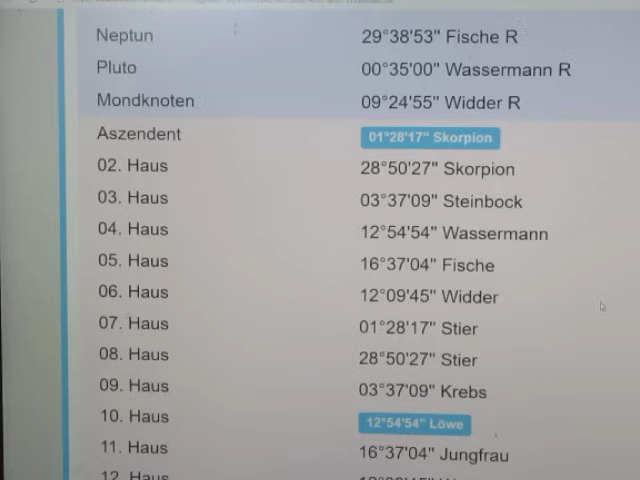 Neptun 29°38'53" Fische R
Pluto 00°35'00" Wassermann R
Mondknoten 09°24'55" Widder R
Aszendent 01°28'17" Skorpion
02. Haus 28°50'27" Skorpion
03. Haus 03°37'09" Steinbock
04. Haus 12°54'54" Wassermann
05. Haus 16°37'04" Fische
06. Haus 12°09'45" Widder
07. Haus 01°28'17" Stier
08. Haus 28°50'27" Stier
09. Haus 03°37'09" Krebs
10. Haus 12°54'54" Löwe
11. Haus 16°37'04" Jungfrau
12. Haus